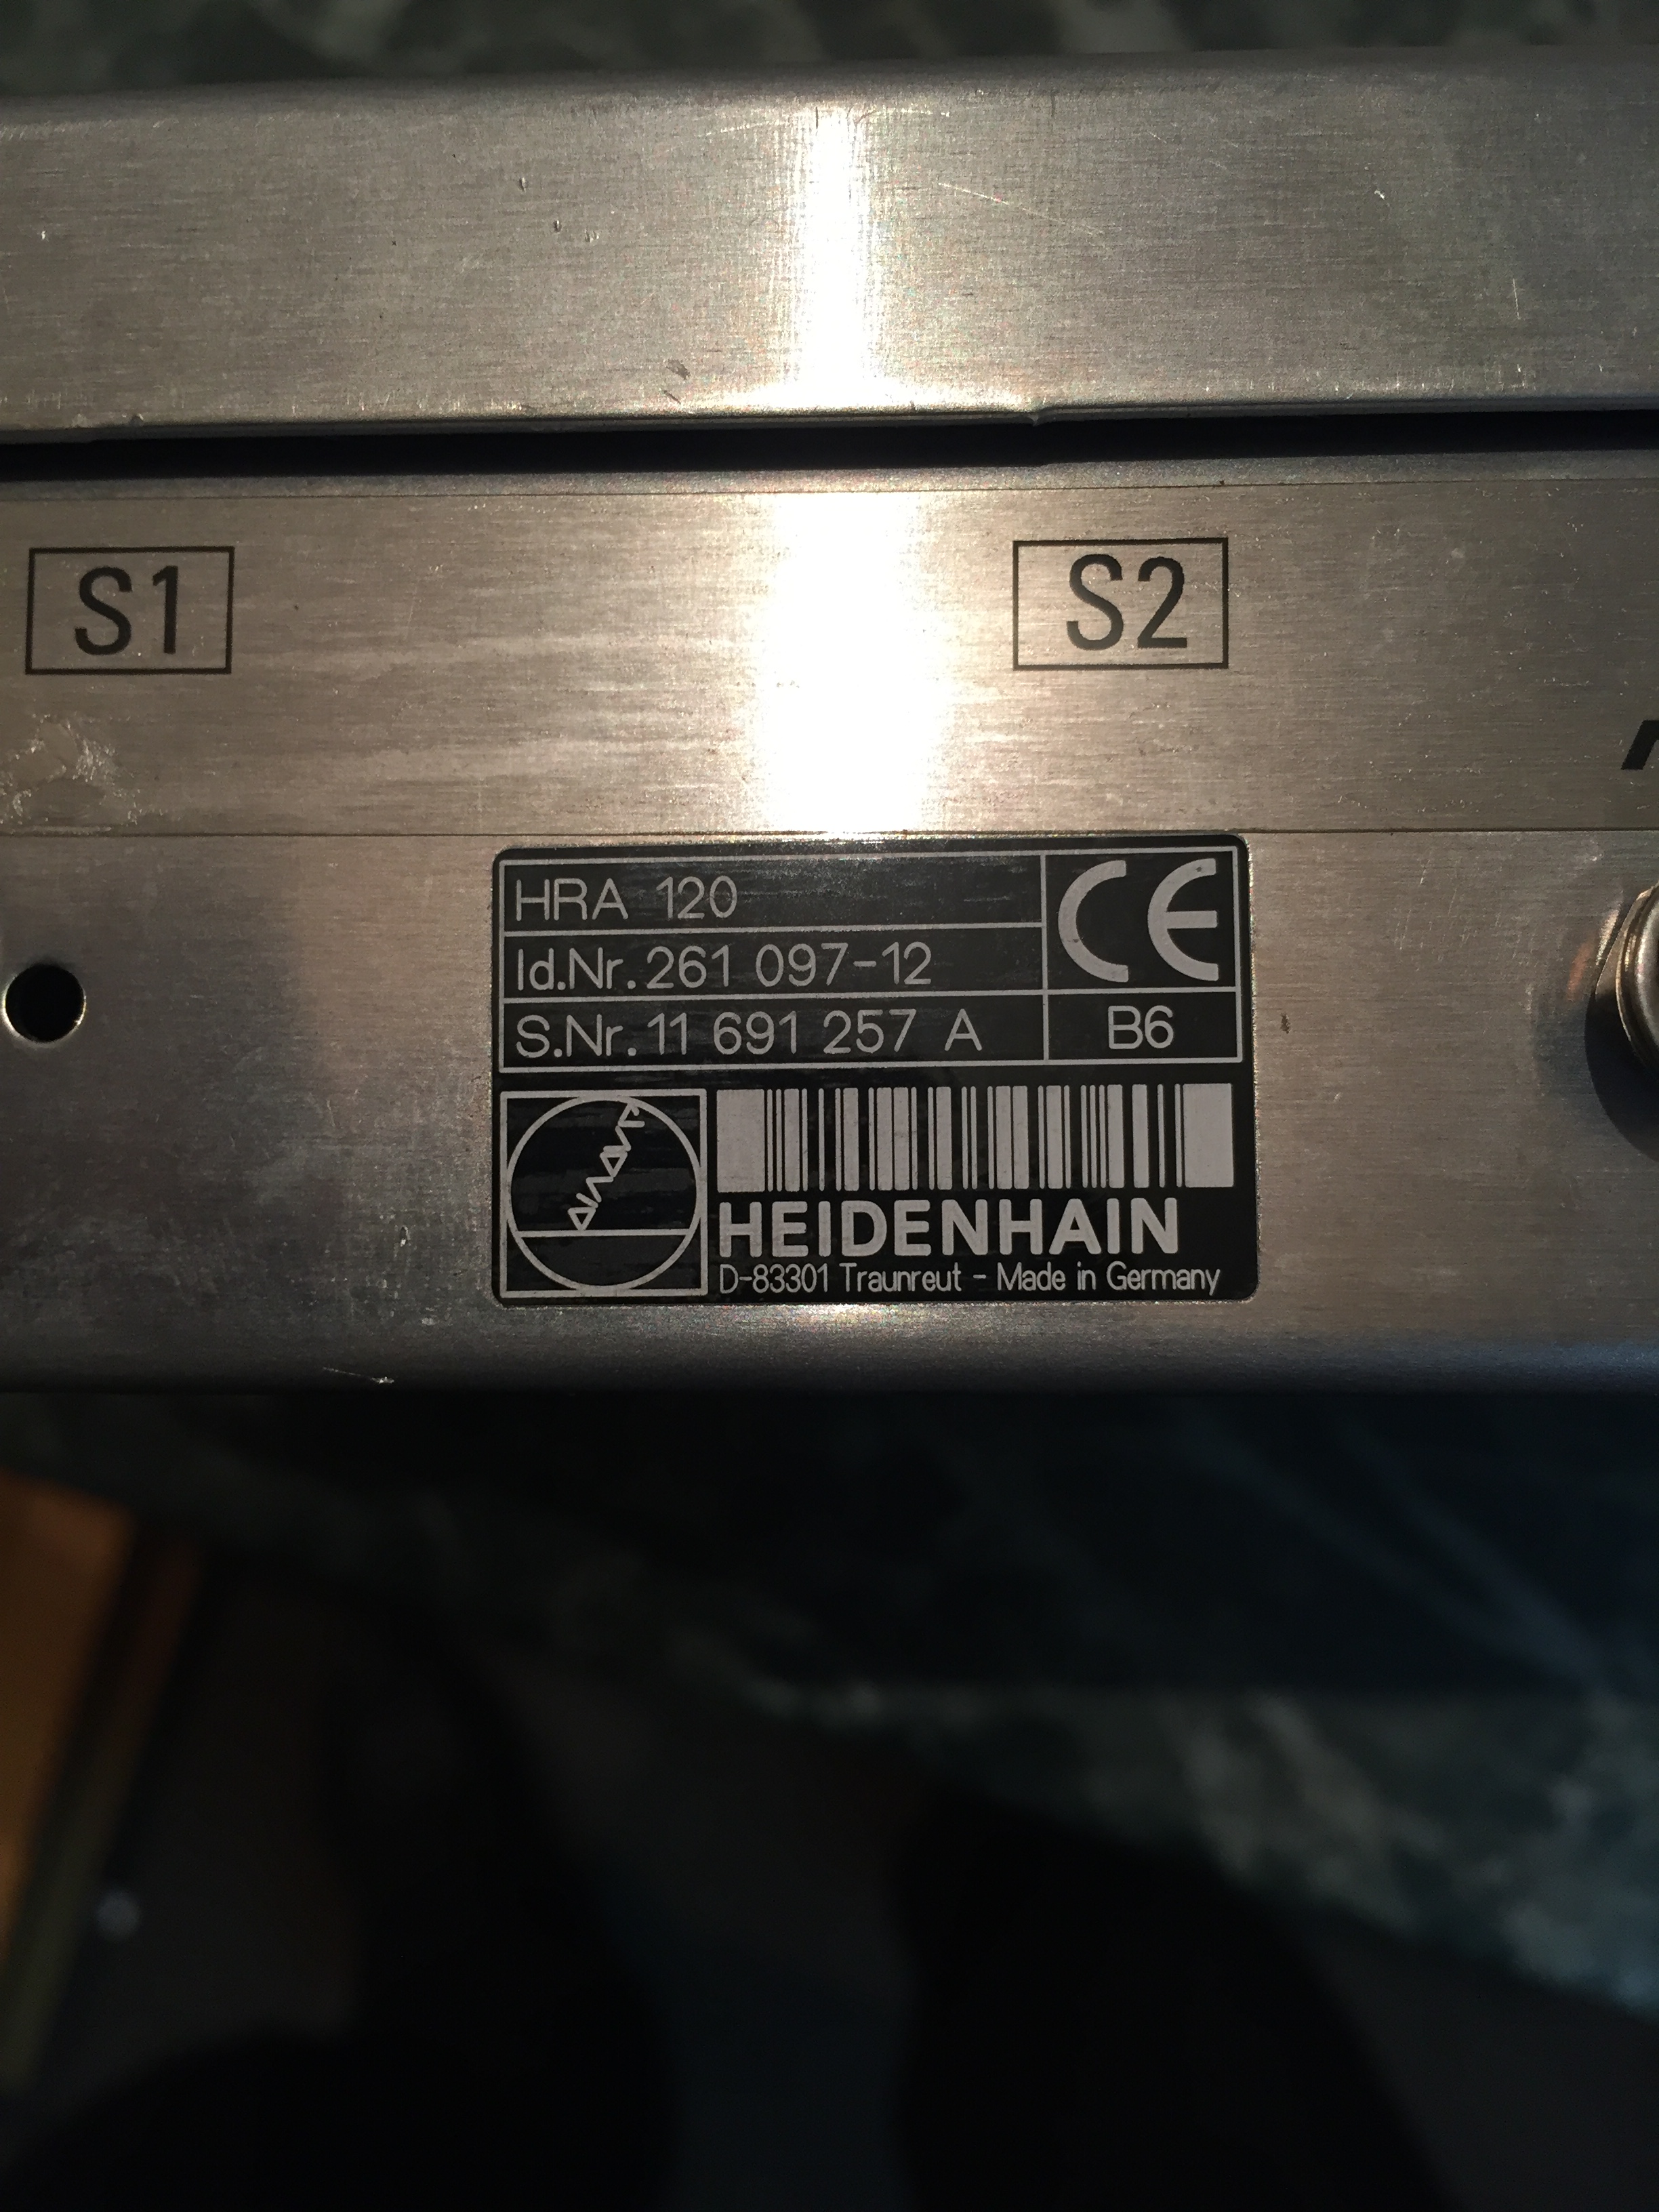 S1
S2
HRA 120
CE
Id.Nr.261 097-12
S.Nr.11 691 257 A
B6
HEIDENHAIN
D-83301 Traunreut - Made in Germany